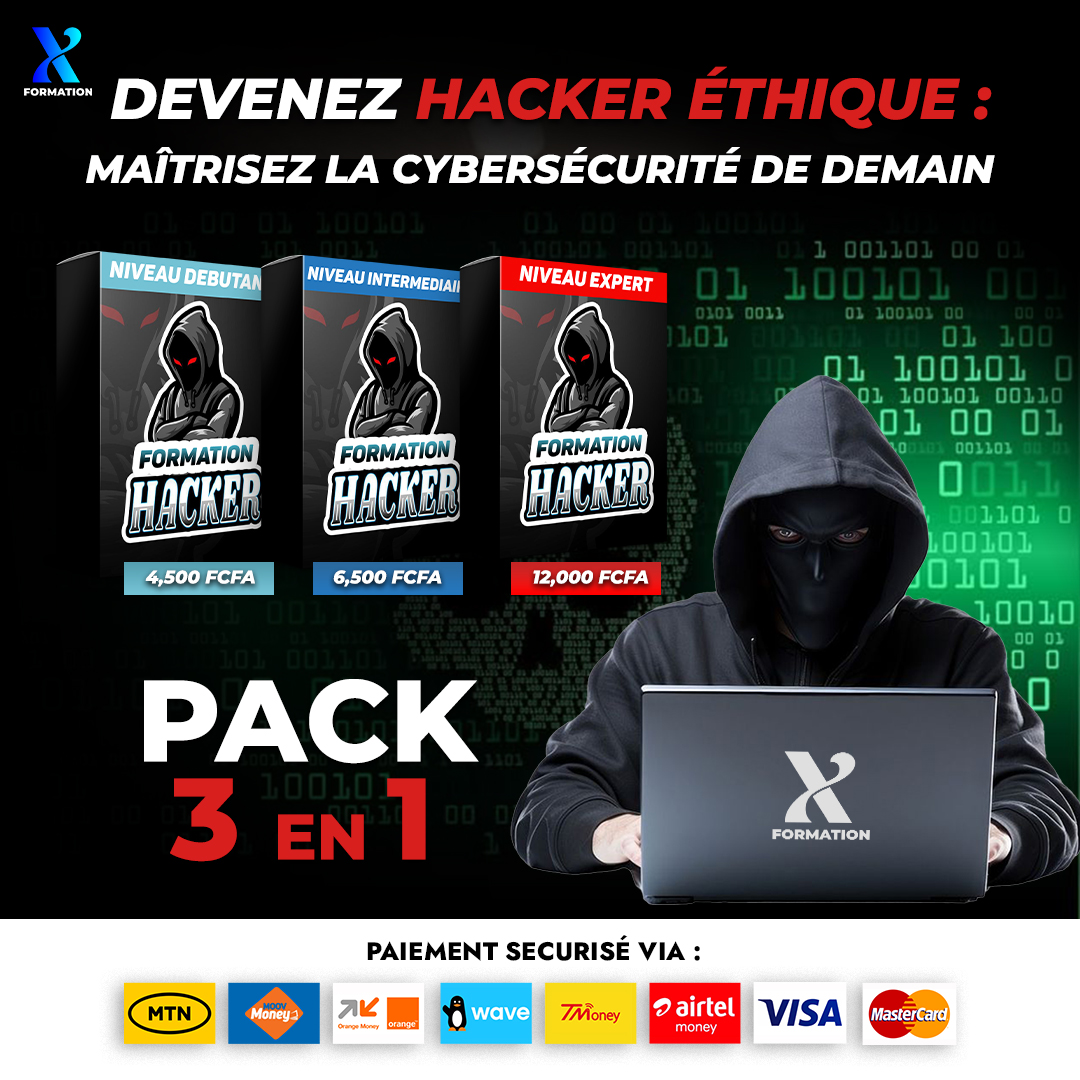 X
FORMATION
DEVENEZ HACKER ÉTHIQUE :
MAÎTRISEZ LA CYBERSÉCURITÉ DE DEMAIN
NIVEAU DEBUTAN
NIVEAU INTERMEDIAI
NIVEAU EXPERT
FORMATION
HACKER
FORMATION
HACKER
FORMATION
HACKER
4,500 FCFA
6,500 FCFA
12,000 FCFA
PACK
3 EN 1
X
FORMATION
PAIEMENT SECURISÉ VIA :
MTN
MOOV
Money
Orange Money
orange
wave
TMoney
airtel
money
VISA
MasterCard